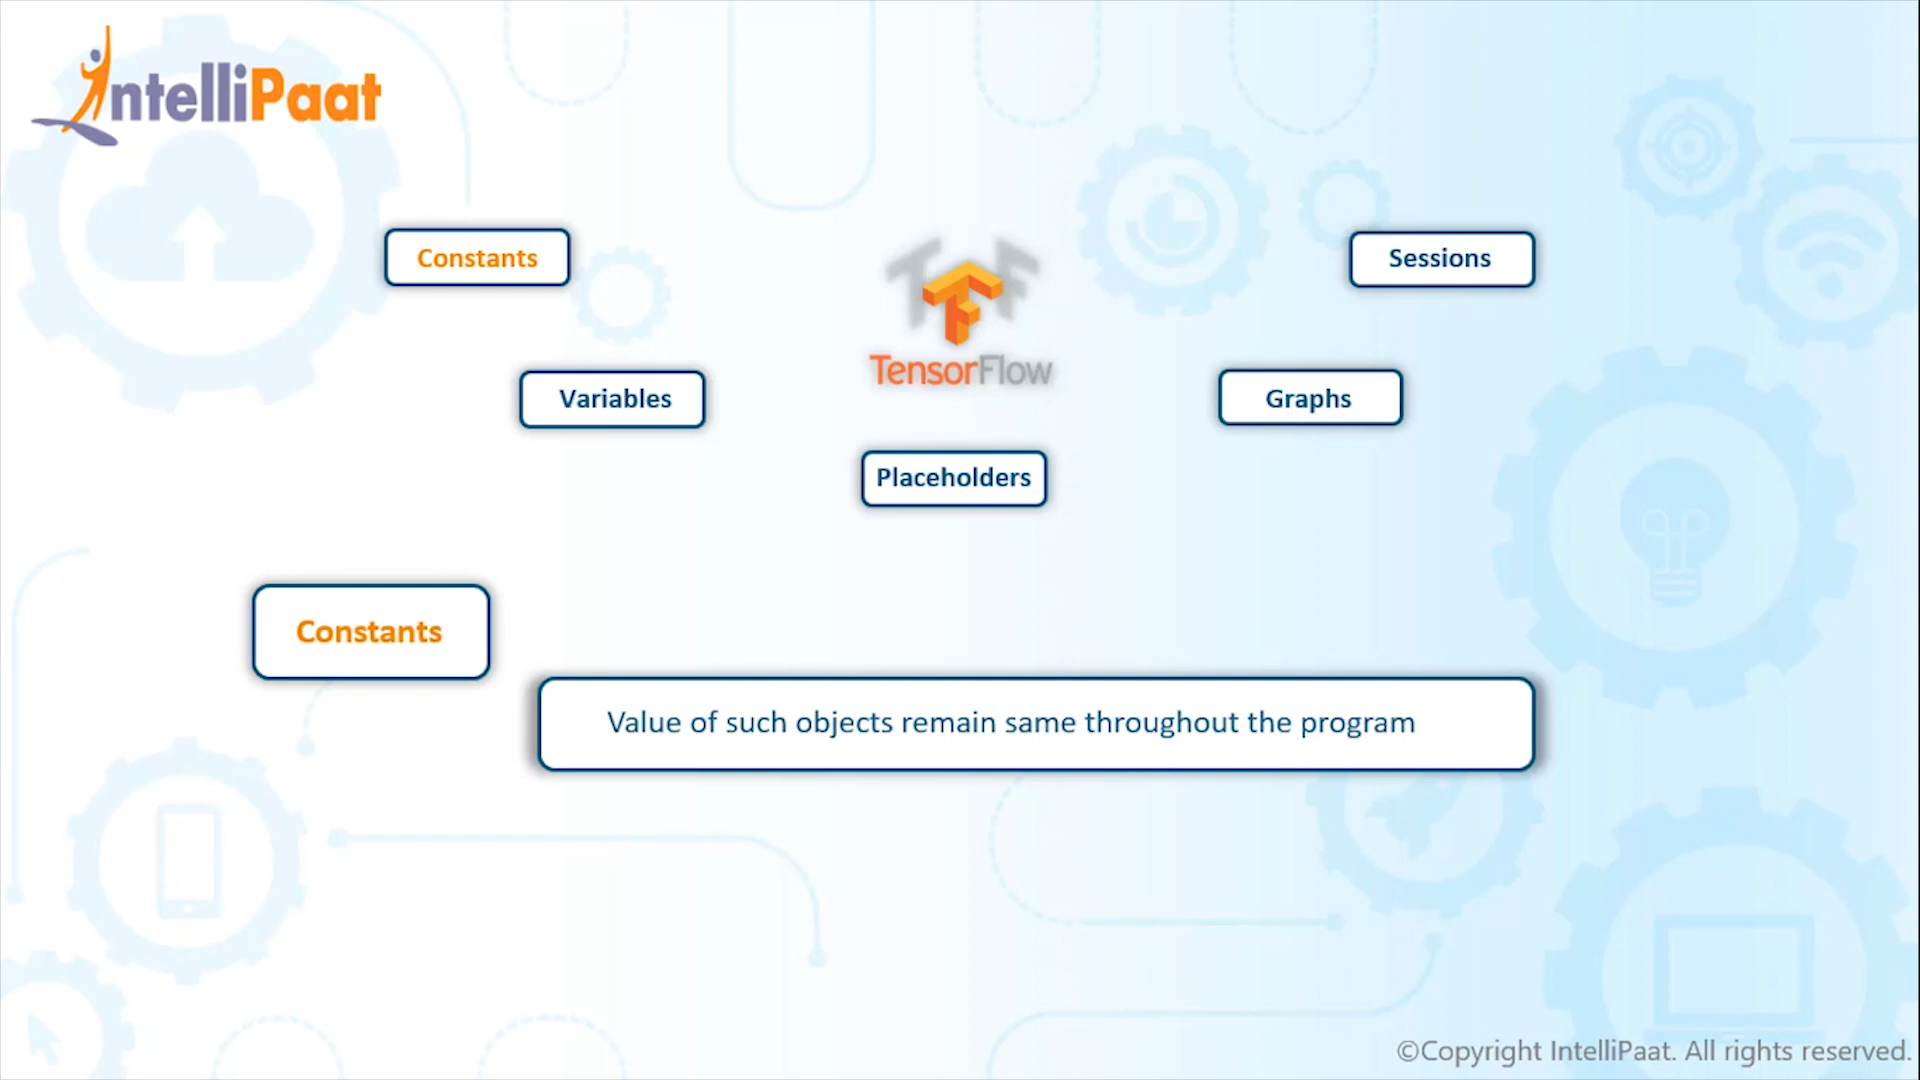 IntelliPaat
Constants
Sessions
TensorFlow
Variables
Graphs
Placeholders
Constants
Value of such objects remain same throughout the program
©Copyright IntelliPaat. All rights reserved.